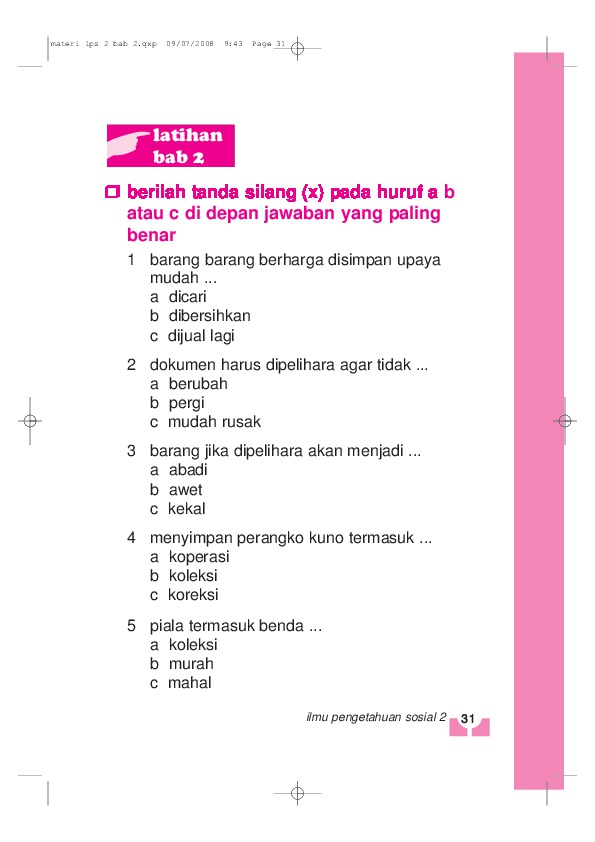 materi ips 2 bab 2.qxp 09/07/2008 9:43 Page 31
latihan
bab 2
berilah tanda silang (x) pada huruf a b
atau c di depan jawaban yang paling
benar
1 barang barang berharga disimpan upaya
mudah ...
a dicari
b dibersihkan
c dijual lagi
2 dokumen harus dipelihara agar tidak ...
a berubah
b pergi
c mudah rusak
3 barang jika dipelihara akan menjadi ...
a abadi
b awet
c kekal
4 menyimpan perangko kuno termasuk ...
a koperasi
b koleksi
c koreksi
5 piala termasuk benda ...
a koleksi
b murah
c mahal
ilmu pengetahuan sosial 2 31